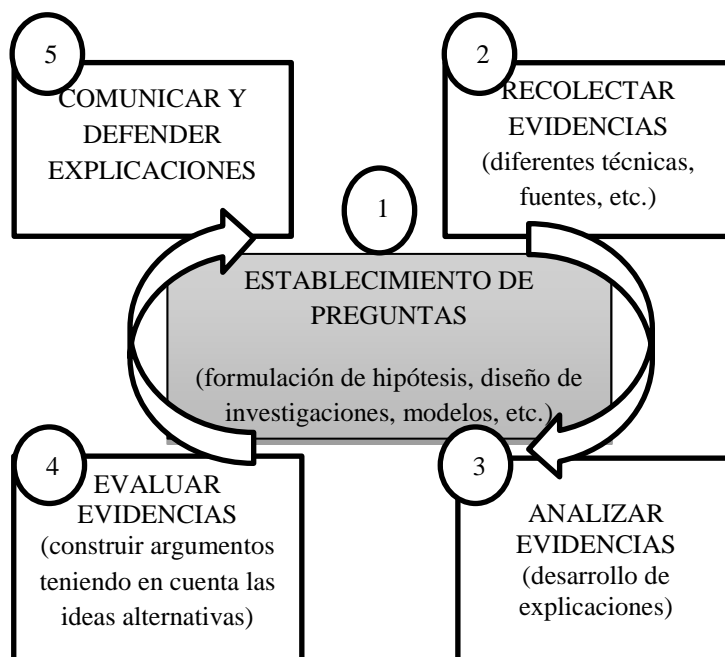 5
COMUNICAR Y
DEFENDER
EXPLICACIONES
2
RECOLECTAR
EVIDENCIAS
(diferentes técnicas,
fuentes, etc.)
1
ESTABLECIMIENTO DE
PREGUNTAS
(formulación de hipótesis, diseño de
investigaciones, modelos, etc.)
4
EVALUAR
EVIDENCIAS
(construir argumentos
teniendo en cuenta las
ideas alternativas)
3
ANALIZAR
EVIDENCIAS
(desarrollo de
explicaciones)